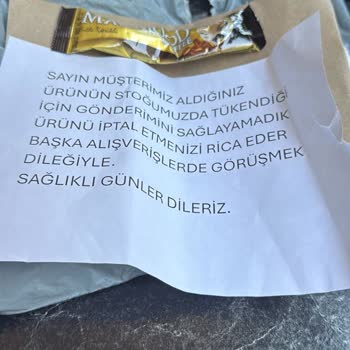 SAYIN MÜŞTERİMİZ ALDIĞINIZ
ÜRÜNÜN STOĞUMUZDA TÜKENDİĞİ
İÇİN GÖNDERİMİNİ SAĞLAYAMADIK
ÜRÜNÜ İPTAL ETMENİZİ RİCA EDER
BAŞKA ALIŞVERİŞLERDE GÖRÜŞMEK
DİLEĞİYLE.
SAĞLIKLI GÜNLER DİLERİZ.